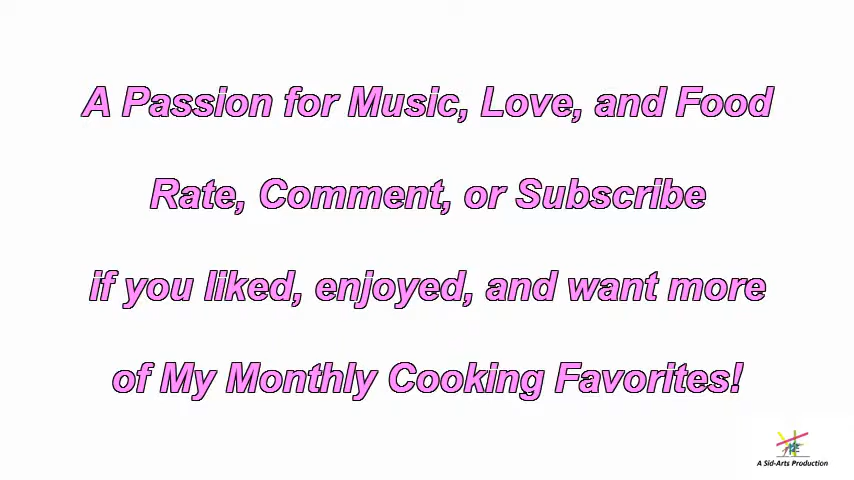 A Passion for Music, Love, and Food
Rate, Comment, or Subscribe
if you liked, enjoyed, and want more
of My Monthly Cooking Favorites!
A Sid-Arts Production